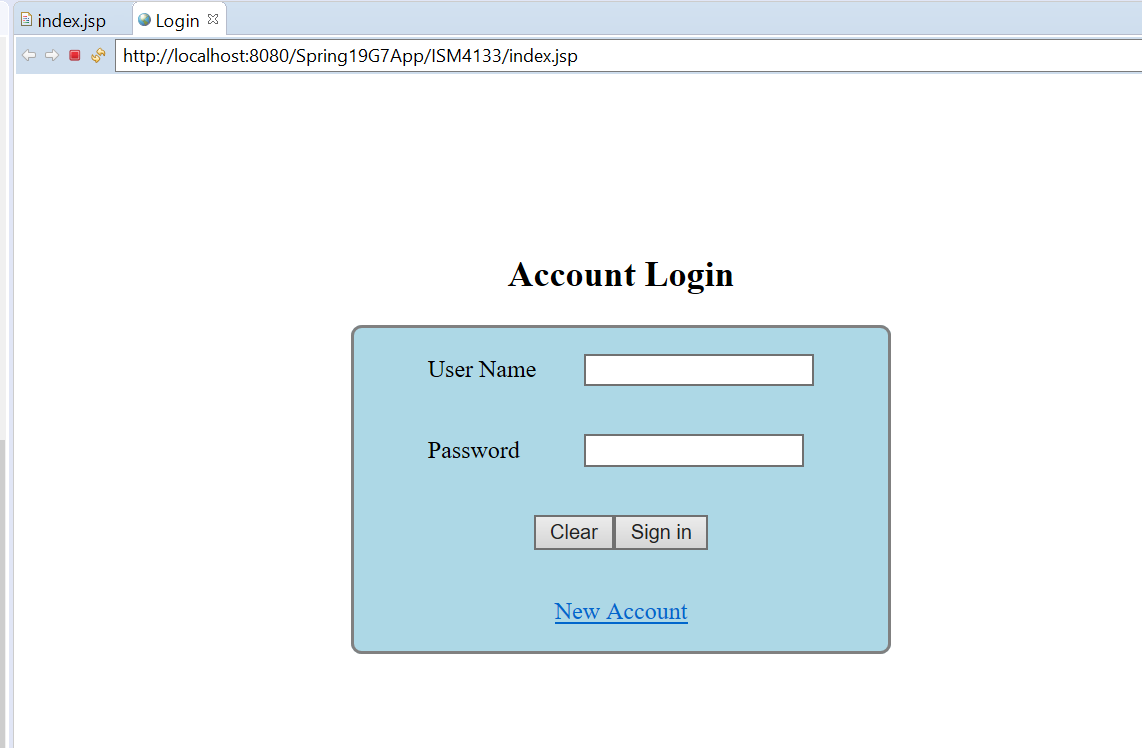 index.jsp
Login
http://localhost:8080/Spring19G7App/ISM4133/index.jsp
Account Login
User Name
Password
Clear Sign in
New Account